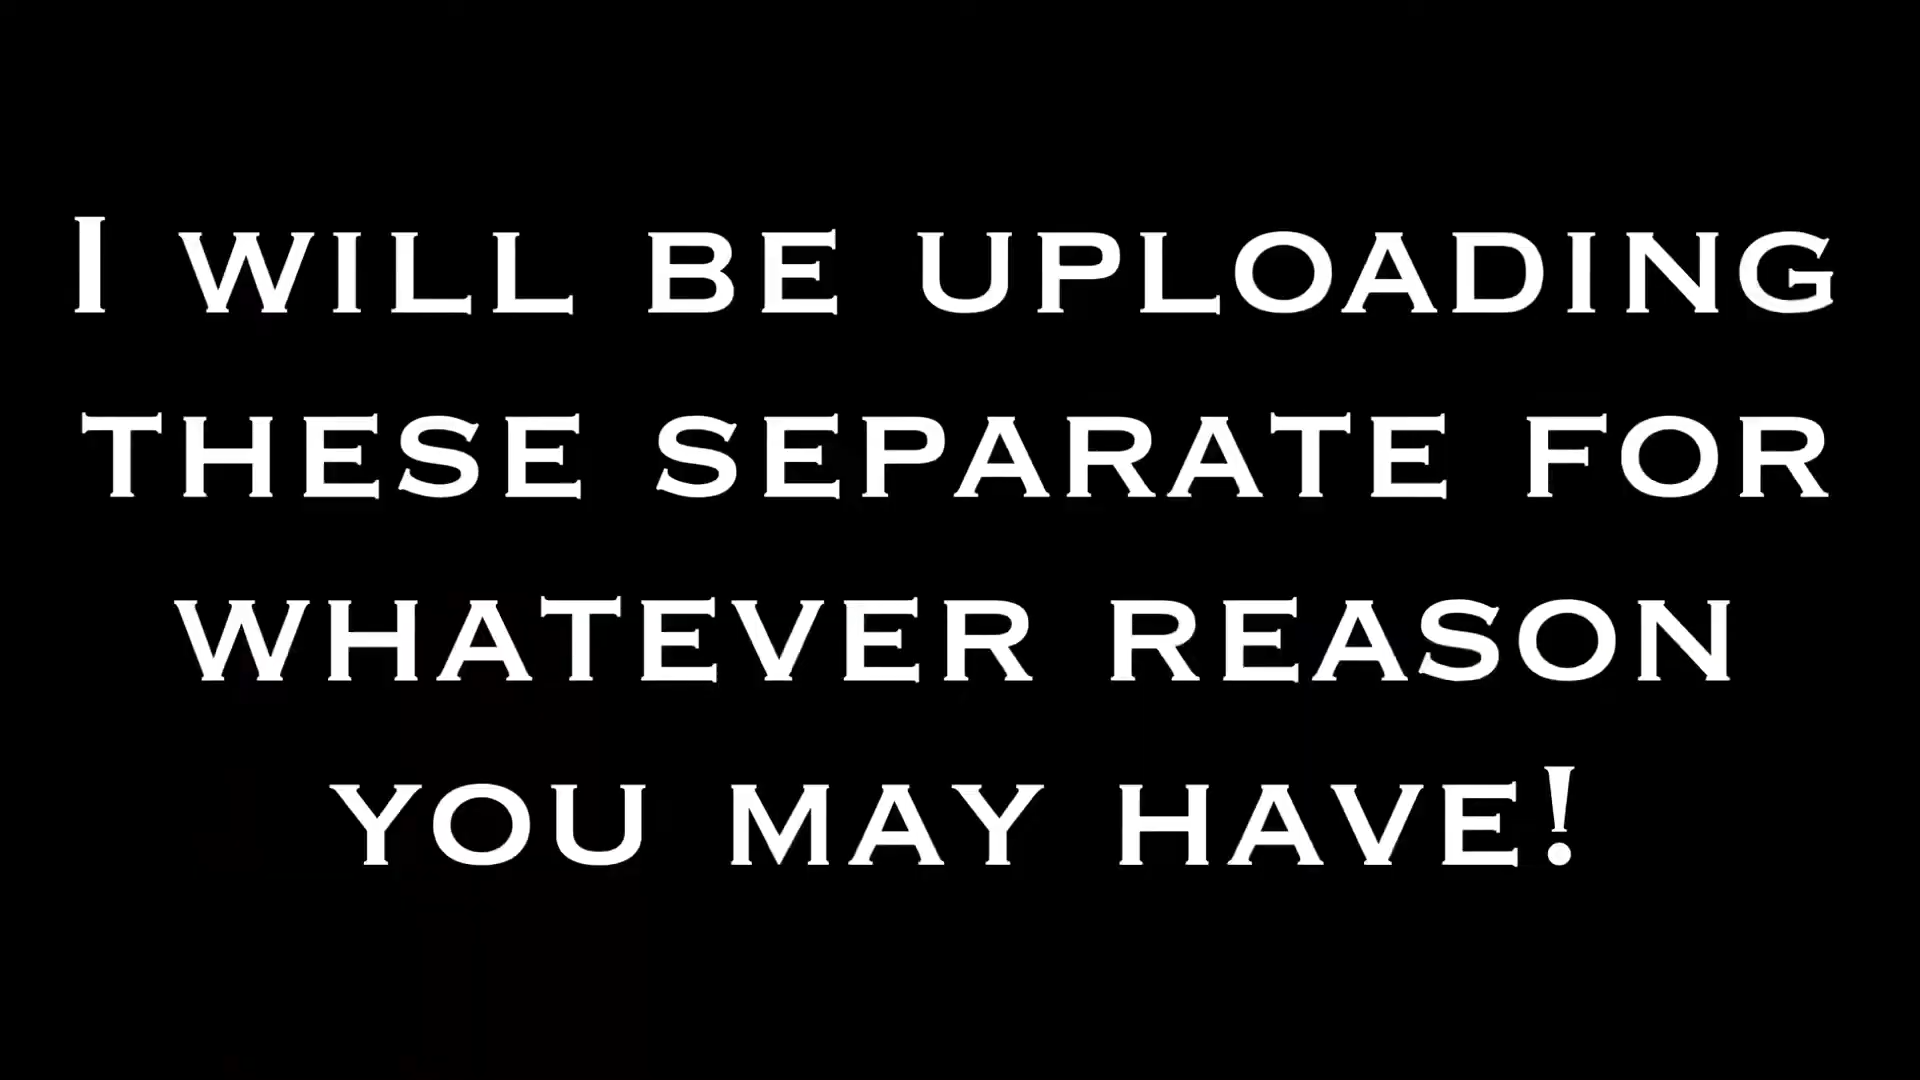 I will be uploading
these separate for
whatever reason
you may have!